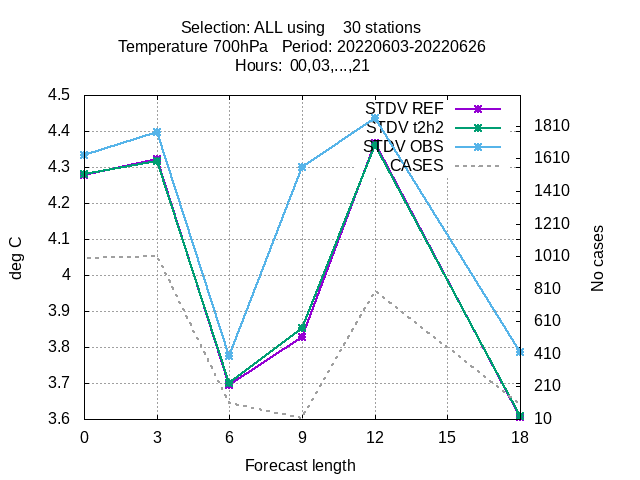 Selection: ALL using    30 stations
Temperature 700hPa   Period: 20220603-20220626
Hours:  00,03,...,21
STDV REF
STDV t2h2
STDV OBS
CASES
deg C
4.5
4.4
4.3
4.2
4.1
4
3.9
3.8
3.7
3.6
1810
1610
1410
1210
1010
810
610
410
210
10
No cases
0 3 6 9 12 15 18
Forecast length